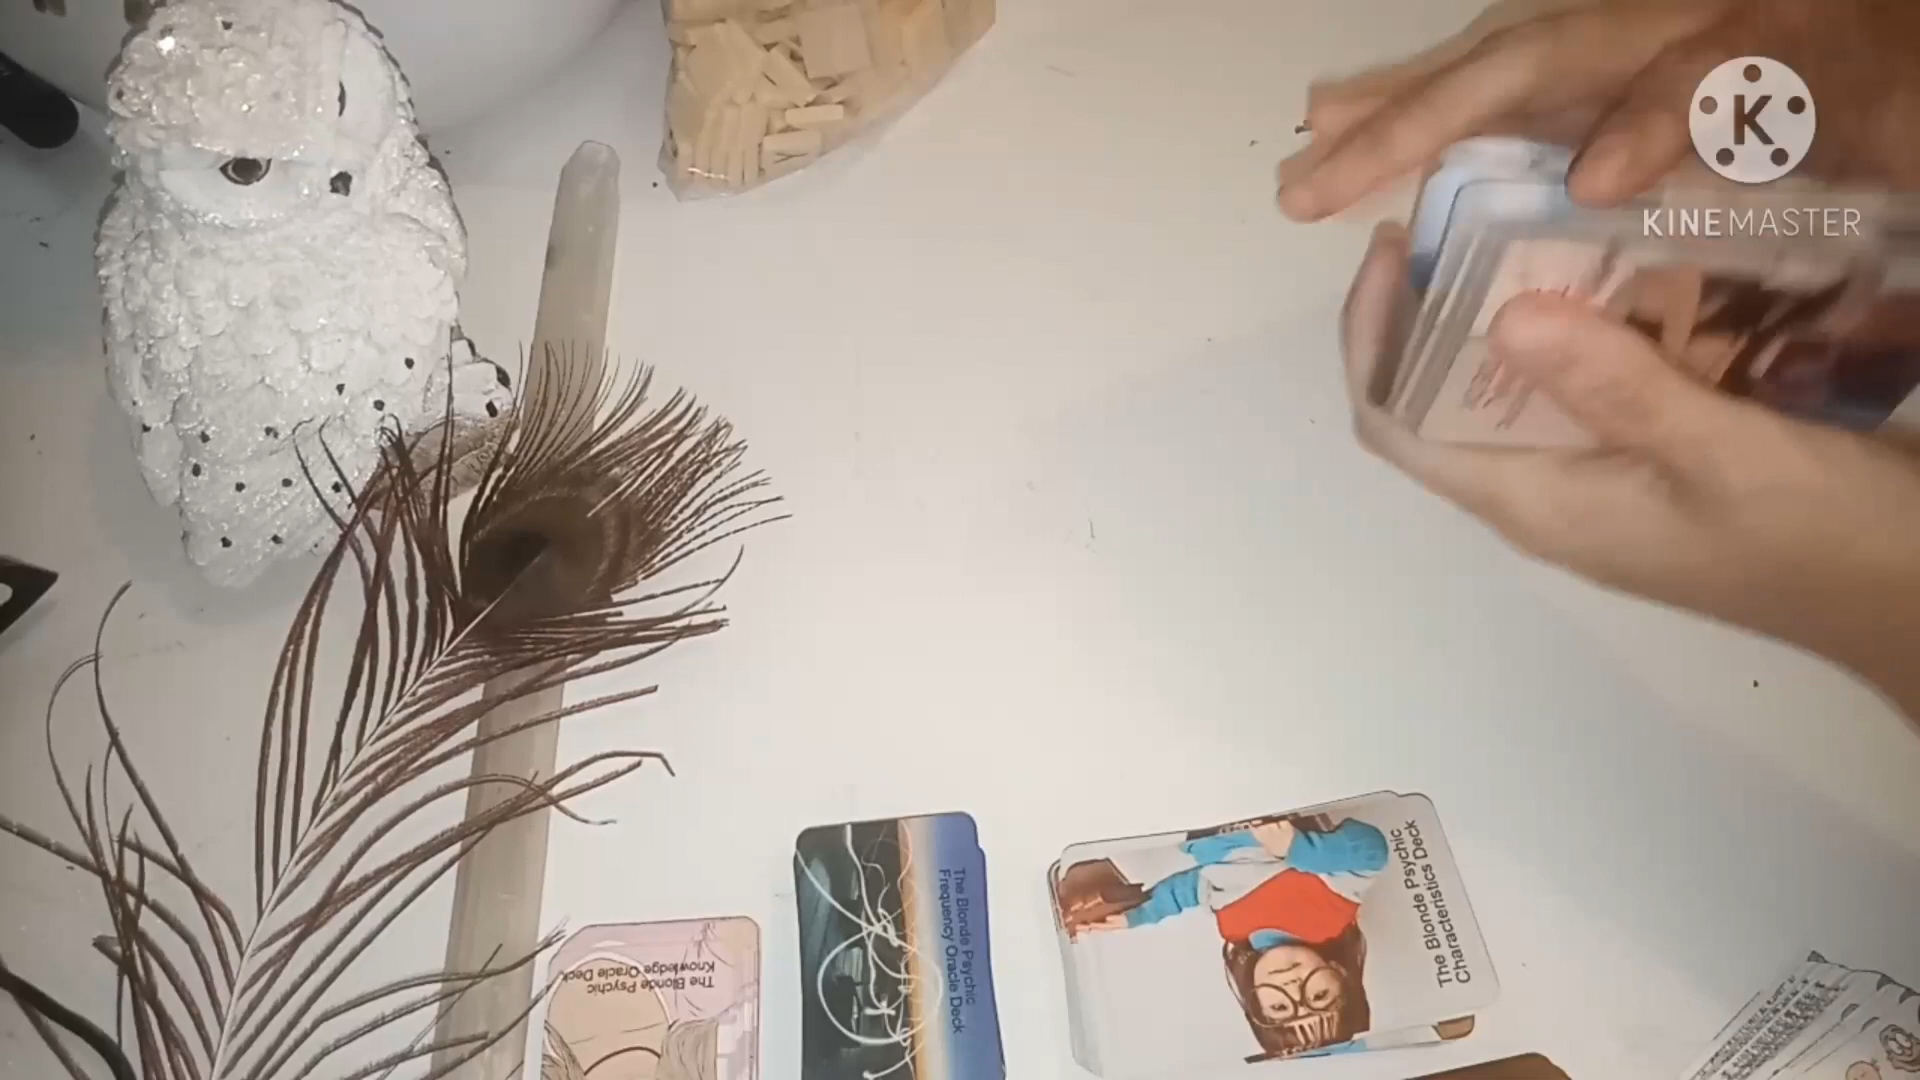 K
KINEMASTER
The Blonde Psychic
Knowledge Oracle Deck
The Blonde Psychic
Frequency Oracle Deck
The Blonde Psychic
Characteristics Deck